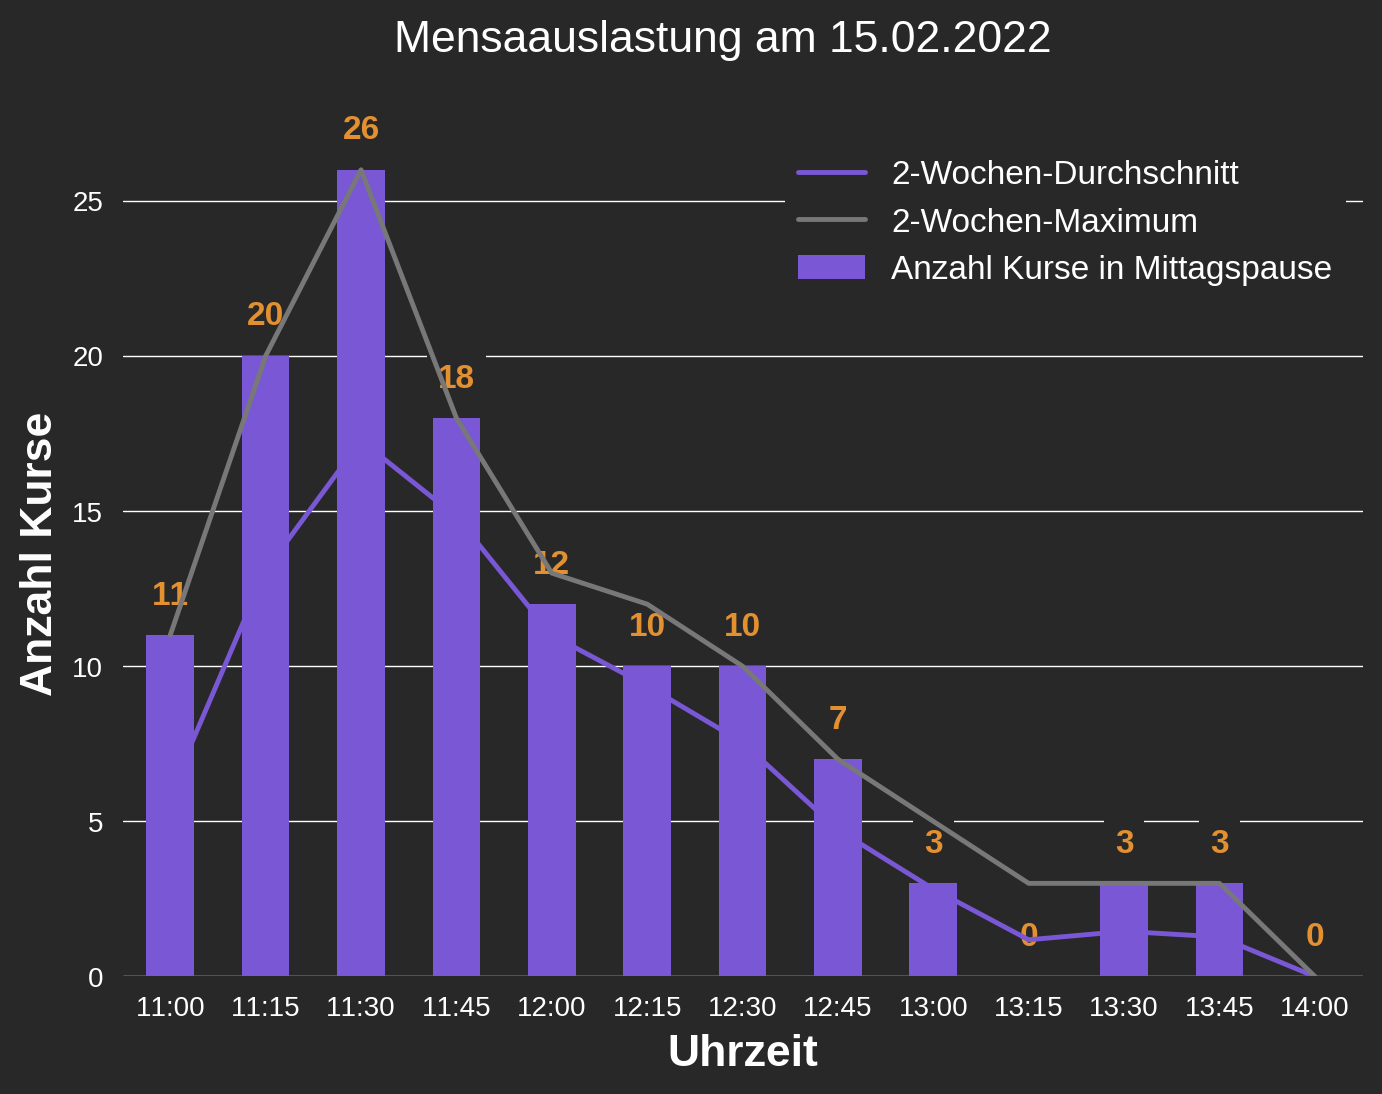 Mensaauslastung am 15.02.2022
2-Wochen-Durchschnitt
2-Wochen-Maximum
Anzahl Kurse in Mittagspause
Anzahl Kurse
25
20
15
10
5
0
11
20
26
18
12
10
10
7
3
0
3
3
0
11:00 11:15 11:30 11:45 12:00 12:15 12:30 12:45 13:00 13:15 13:30 13:45 14:00
Uhrzeit